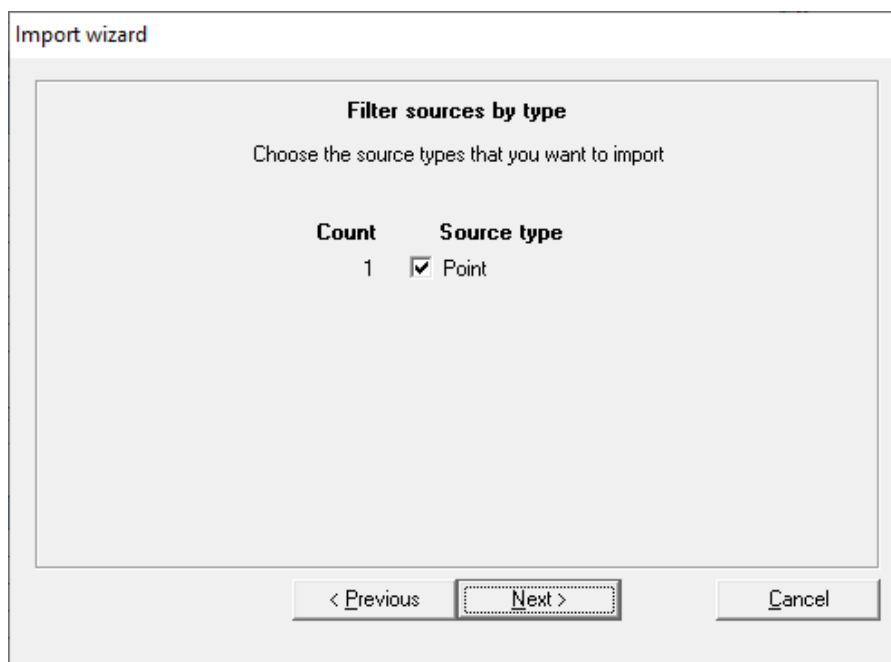 Import wizard
Filter sources by type
Choose the source types that you want to import
Count Source type
1 Point
< Previous Next > Cancel